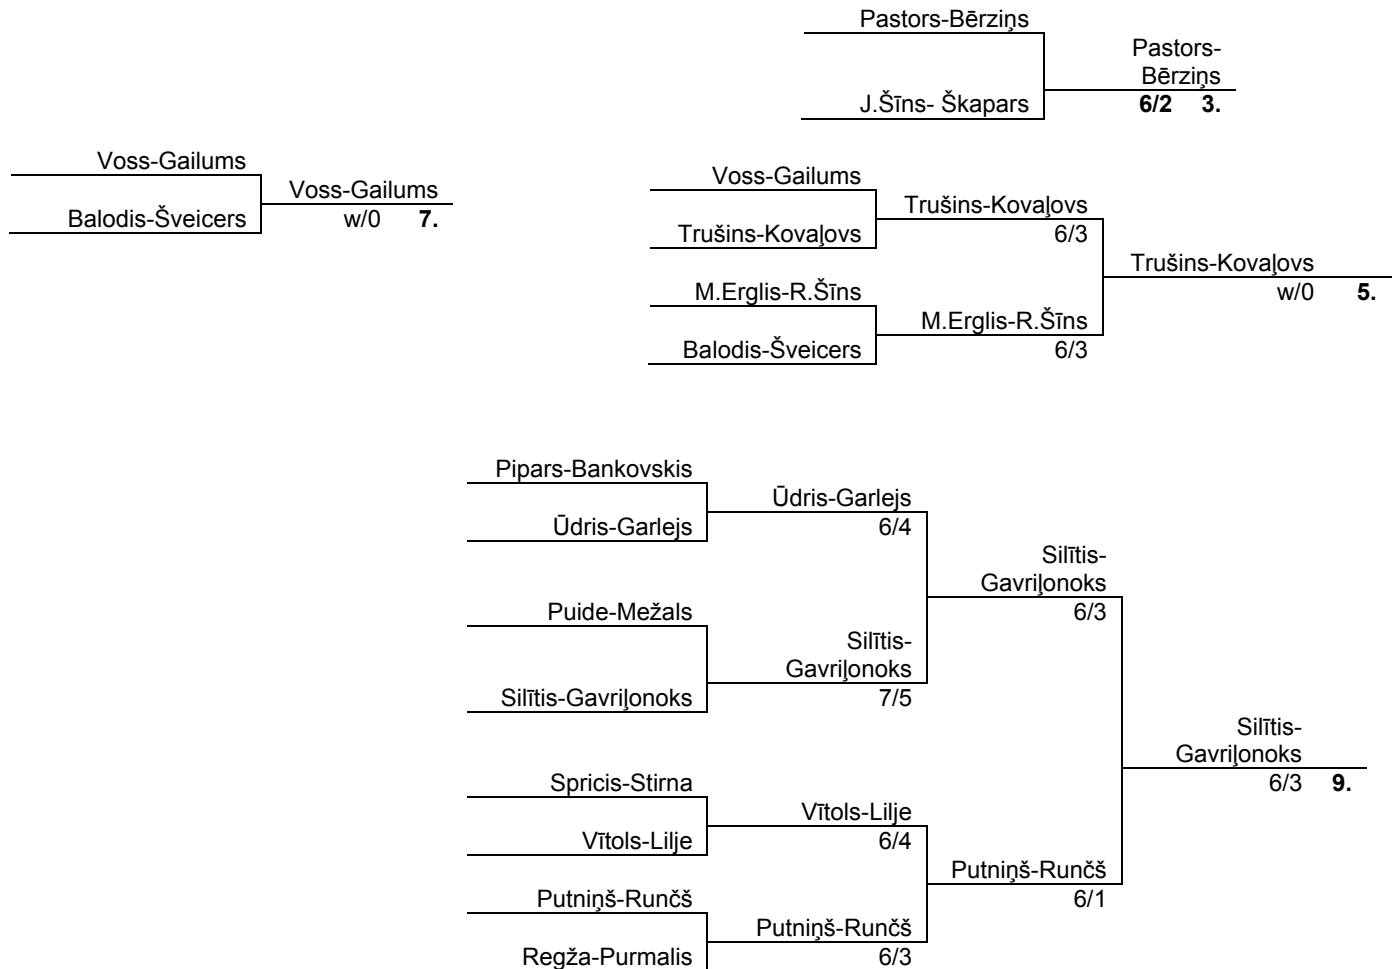 Pastors-Bērziņs
Pastors-
Bērziņs
J.Šīns- Škapars
6/2 3.
Voss-Gailums
Voss-Gailums
Balodis-Šveicers
w/0 7.
Voss-Gailums
Trušins-Kovaļovs
Trušins-Kovaļovs
6/3
Trušins-Kovaļovs
w/0 5.
M.Erglis-R.Šīns
M.Erglis-R.Šīns
Balodis-Šveicers
6/3
Pipars-Bankovskis
Ūdris-Garlejs
Ūdris-Garlejs
6/4
Silītis-
Gavriļonoks
6/3
Puide-Mežals
Silītis-
Gavriļonoks
Silītis-Gavriļonoks
7/5
Silītis-
Gavriļonoks
6/3 9.
Spricis-Stirna
Vītols-Lilje
Vītols-Lilje
6/4
Putniņš-Runčš
6/1
Putniņš-Runčš
Putniņš-Runčš
Regža-Purmalis
6/3